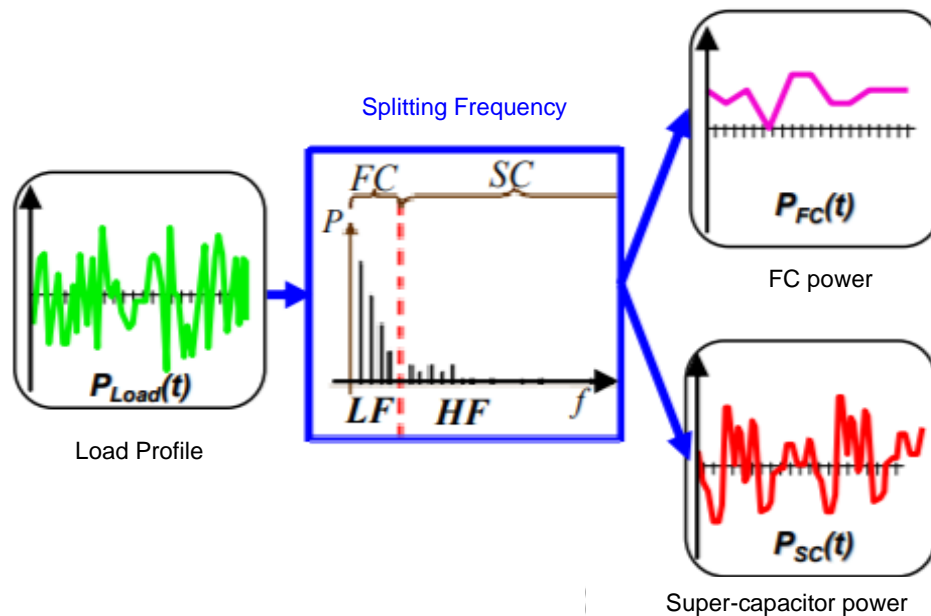 Splitting Frequency
FC SC
P
LF HF f
P_Load(t)
Load Profile
P_FC(t)
FC power
P_SC(t)
Super-capacitor power